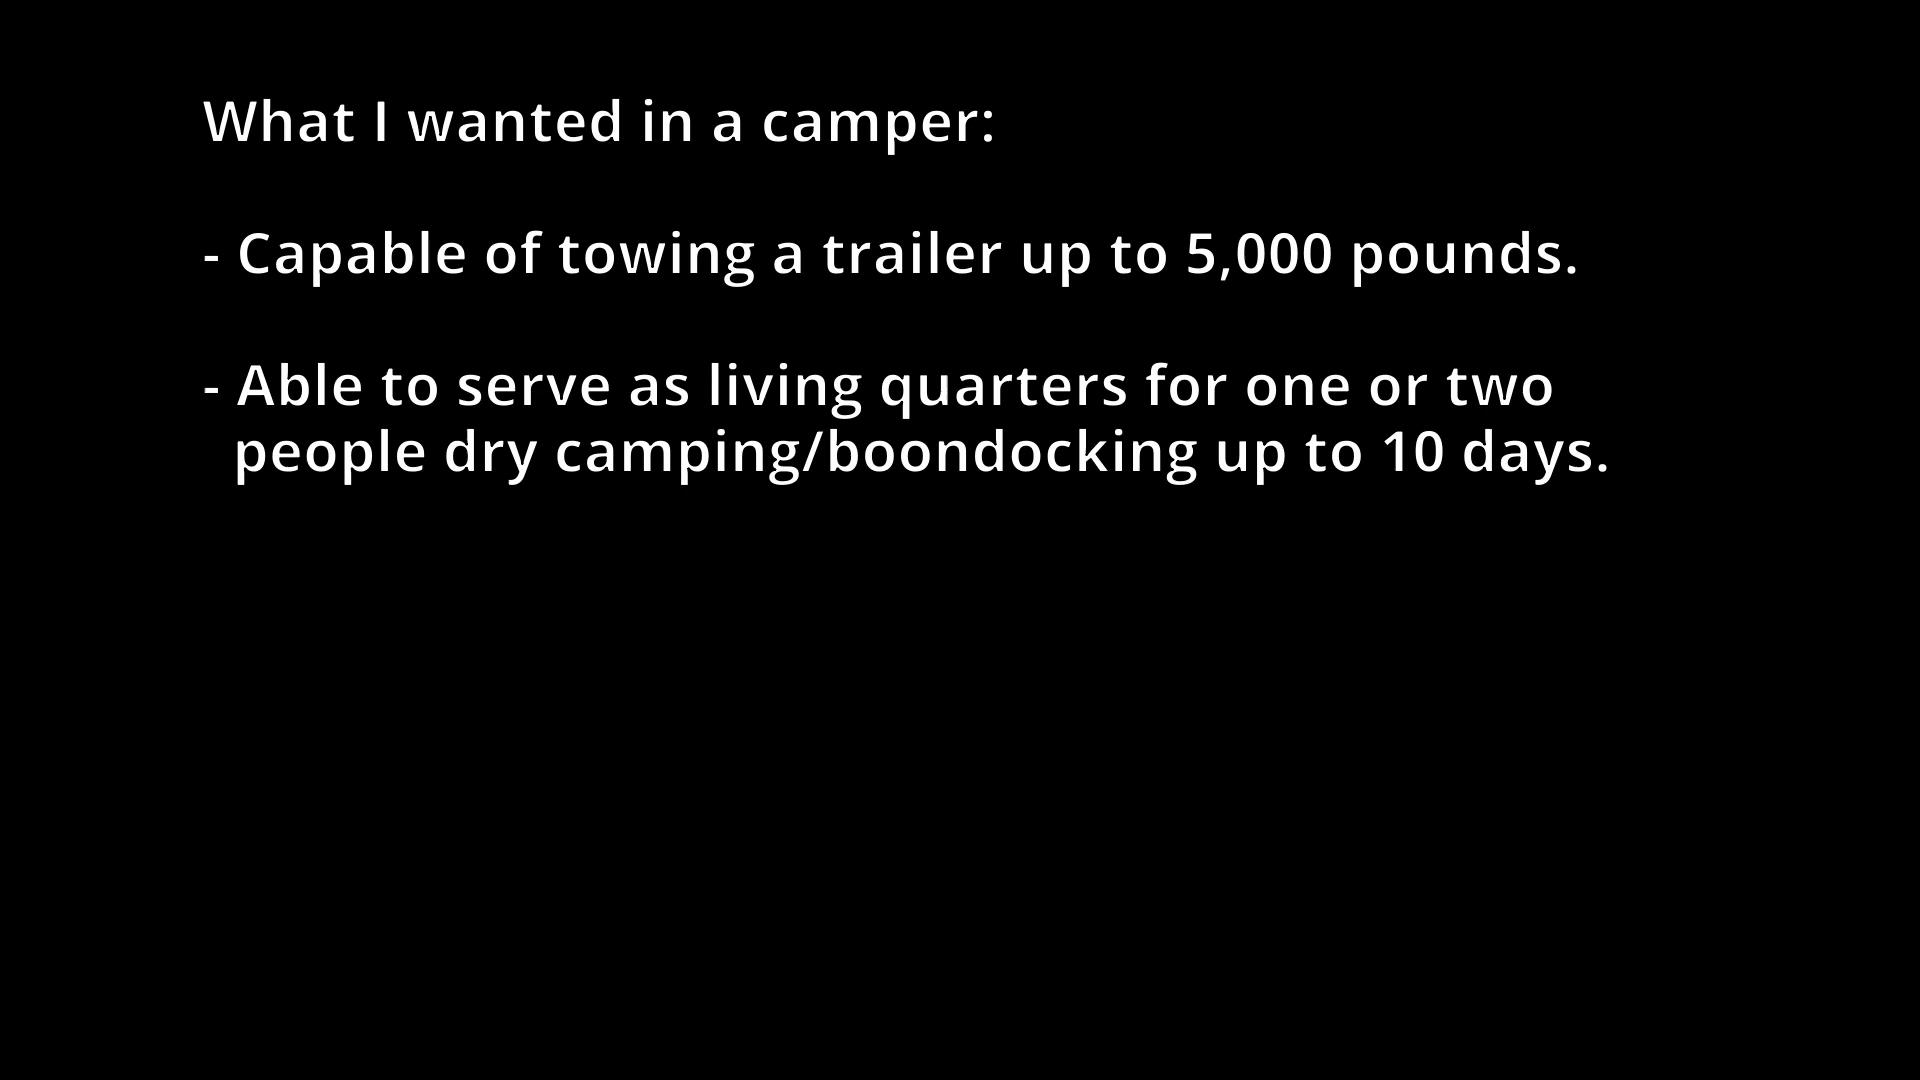 What I wanted in a camper:
- Capable of towing a trailer up to 5,000 pounds.
- Able to serve as living quarters for one or two
people dry camping/boondocking up to 10 days.